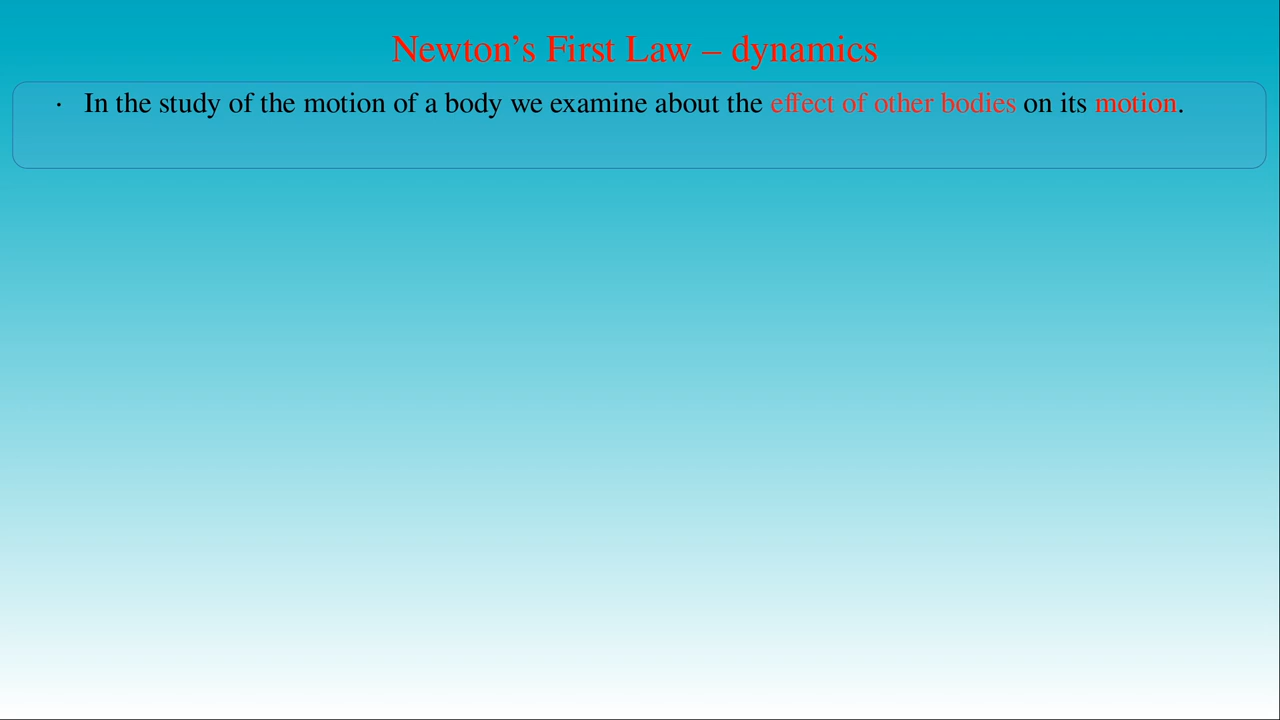 Newton’s First Law – dynamics
· In the study of the motion of a body we examine about the effect of other bodies on its motion.